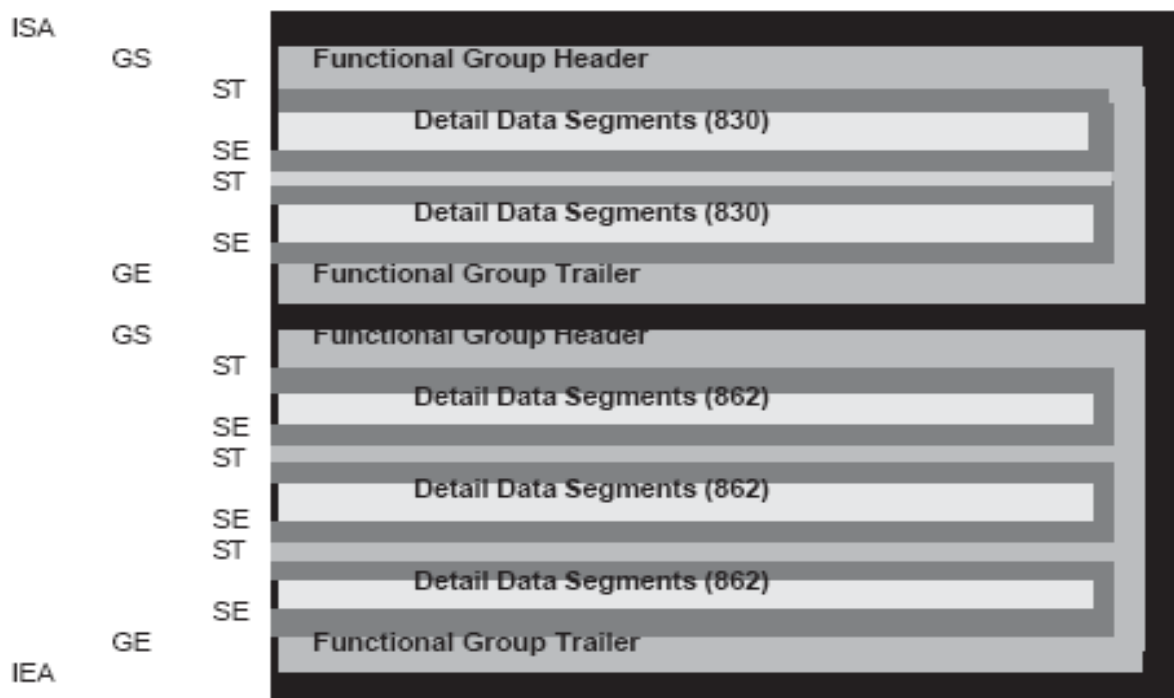 ISA
GS Functional Group Header
ST
Detail Data Segments (830)
SE
ST
Detail Data Segments (830)
SE
GE Functional Group Trailer
GS Functional Group Header
ST
Detail Data Segments (862)
SE
ST
Detail Data Segments (862)
SE
ST
Detail Data Segments (862)
SE
GE Functional Group Trailer
IEA